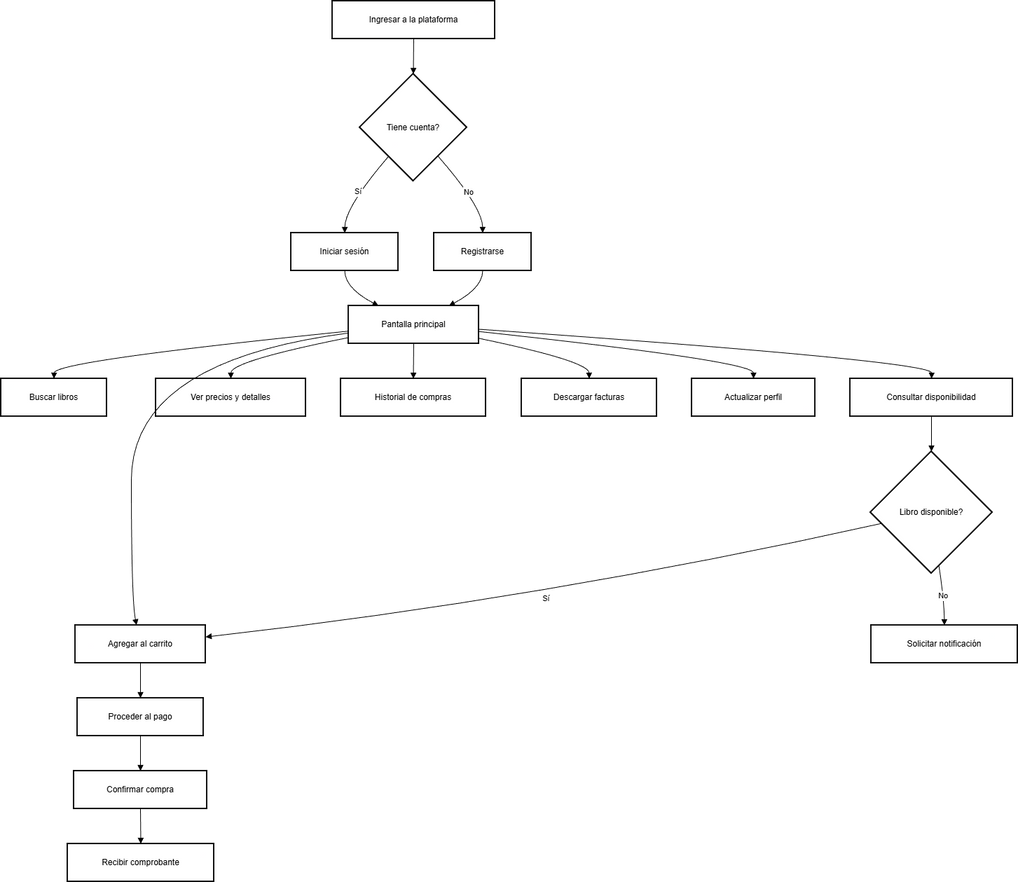 Ingresar a la plataforma
Tiene cuenta?
Sí
No
Iniciar sesión
Registrarse
Pantalla principal
Buscar libros
Ver precios y detalles
Historial de compras
Descargar facturas
Actualizar perfil
Consultar disponibilidad
Libro disponible?
Sí
No
Agregar al carrito
Solicitar notificación
Proceder al pago
Confirmar compra
Recibir comprobante